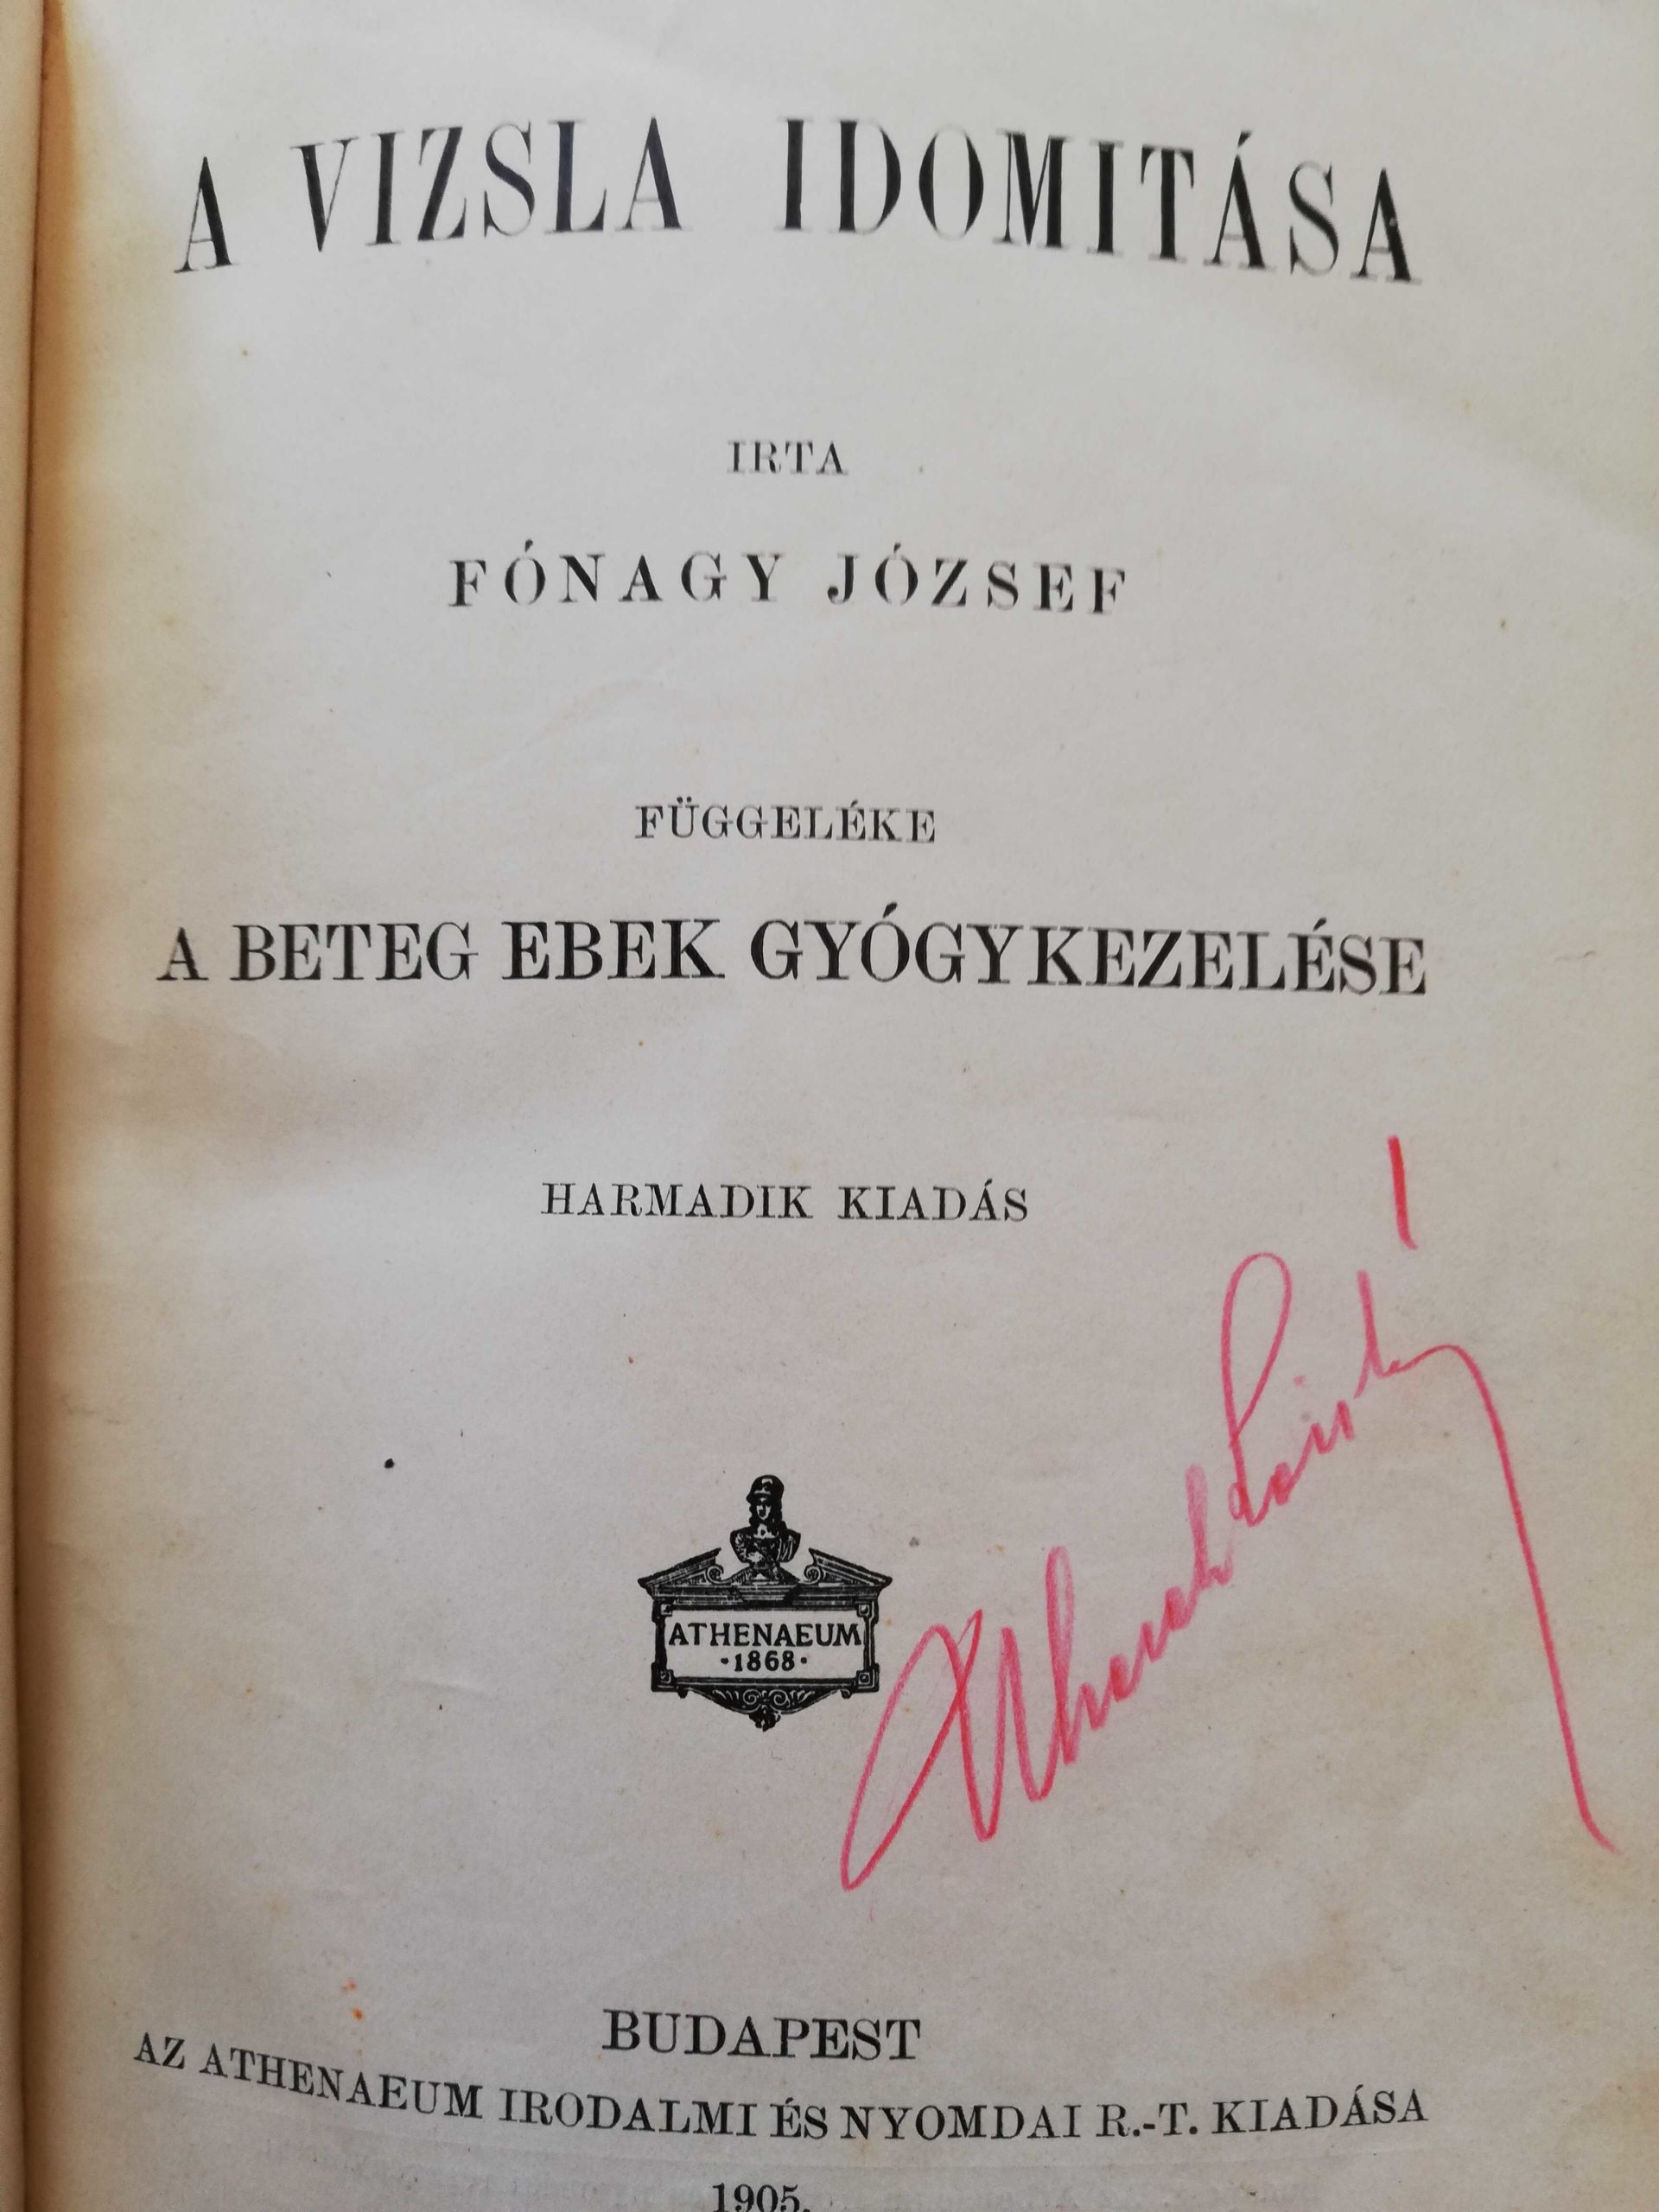 A VIZSLA IDOMITÁSA
IRTA
FÓNAGY JÓZSEF
FÜGGELÉKE
A BETEG EBEK GYÓGYKEZELÉSE
HARMADIK KIADÁS
ATHENAEUM
·1868·
BUDAPEST
AZ ATHENAEUM IRODALMI ÉS NYOMDAI R.-T. KIADÁSA
1905.